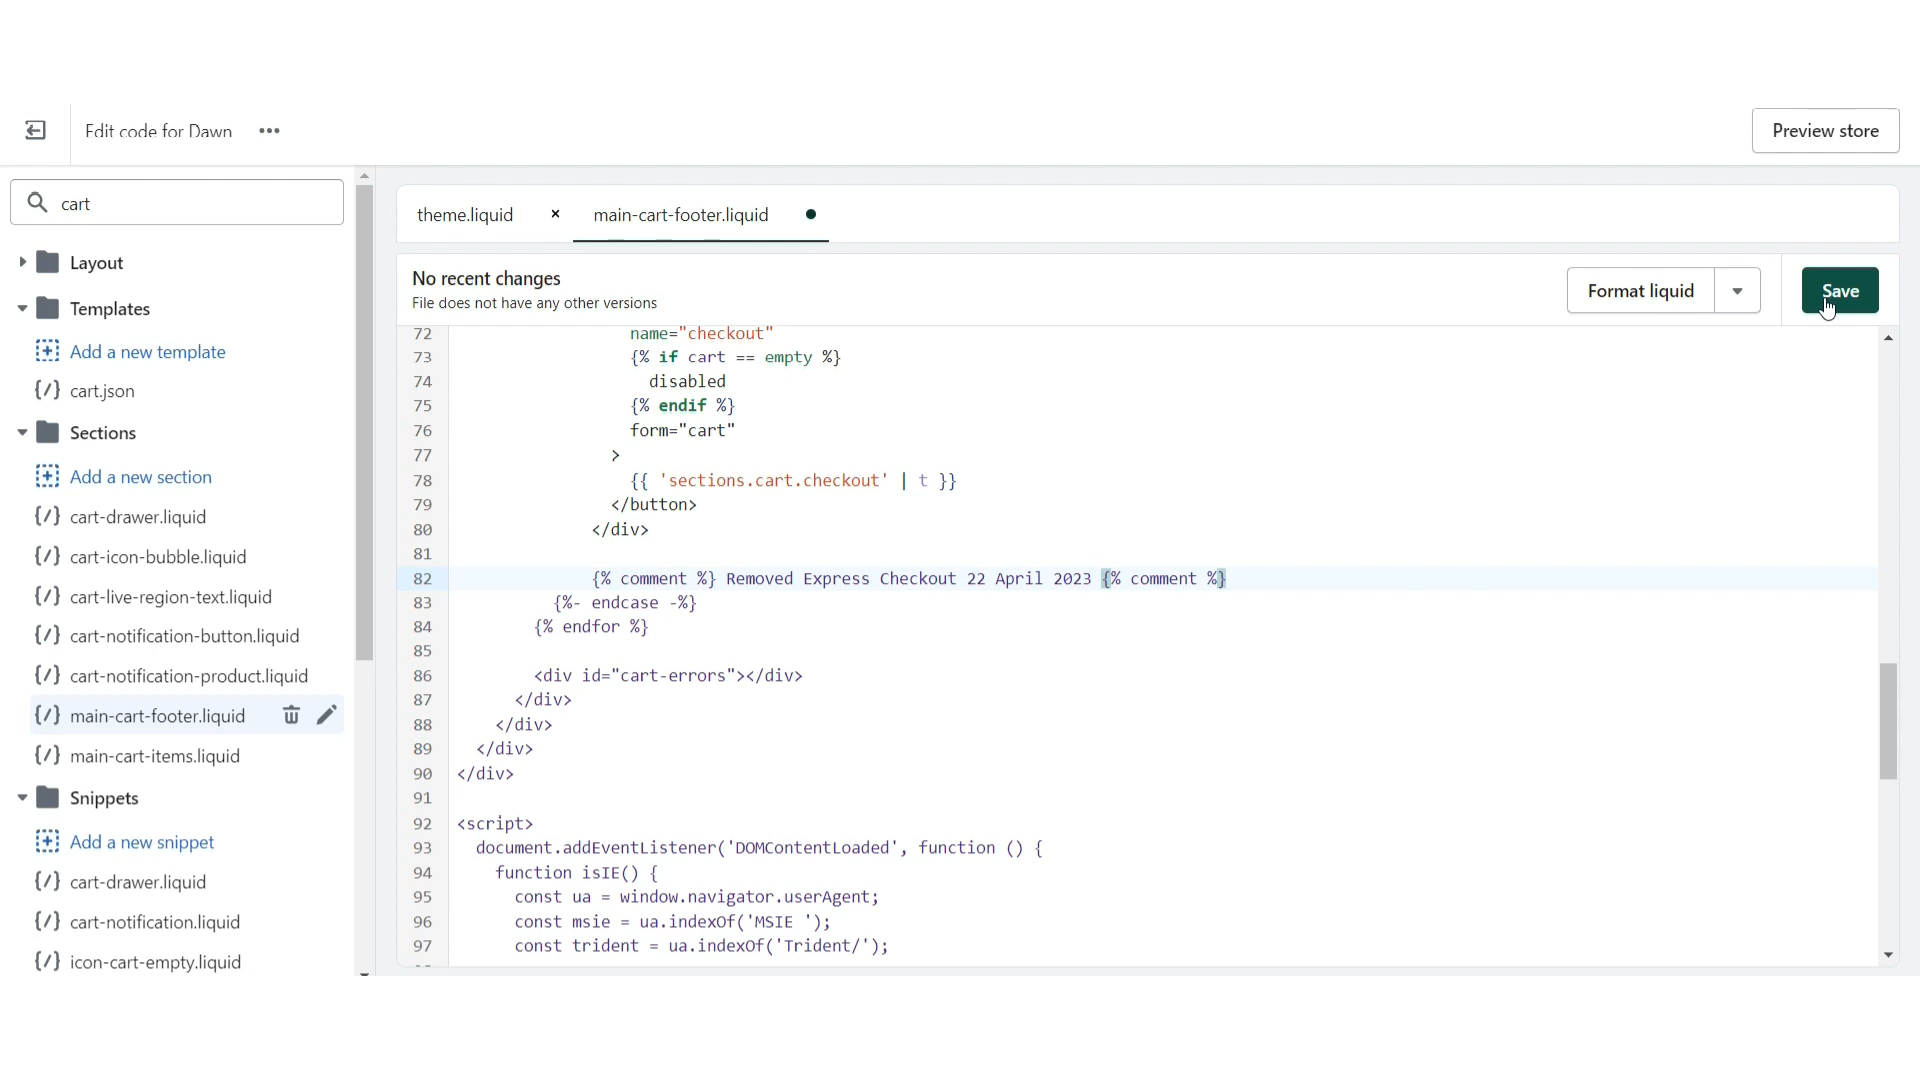 Edit code for Dawn
Preview store
cart
Layout
Templates
Add a new template
cart.json
Sections
Add a new section
cart-drawer.liquid
cart-icon-bubble.liquid
cart-live-region-text.liquid
cart-notification-button.liquid
cart-notification-product.liquid
main-cart-footer.liquid
main-cart-items.liquid
Snippets
Add a new snippet
cart-drawer.liquid
cart-notification.liquid
icon-cart-empty.liquid
theme.liquid × main-cart-footer.liquid
No recent changes
File does not have any other versions
Format liquid
Save
72 name="checkout"
73 {% if cart == empty %}
74 disabled
75 {% endif %}
76 form="cart"
77 >
78 {{ 'sections.cart.checkout' | t }}
79 </button>
80 </div>
81
82 {% comment %} Removed Express Checkout 22 April 2023 {% comment %}
83 {%- endcase -%}
84 {% endfor %}
85
86 <div id="cart-errors"></div>
87 </div>
88 </div>
89 </div>
90 </div>
91
92 <script>
93 document.addEventListener('DOMContentLoaded', function () {
94 function isIE() {
95 const ua = window.navigator.userAgent;
96 const msie = ua.indexOf('MSIE ');
97 const trident = ua.indexOf('Trident/');